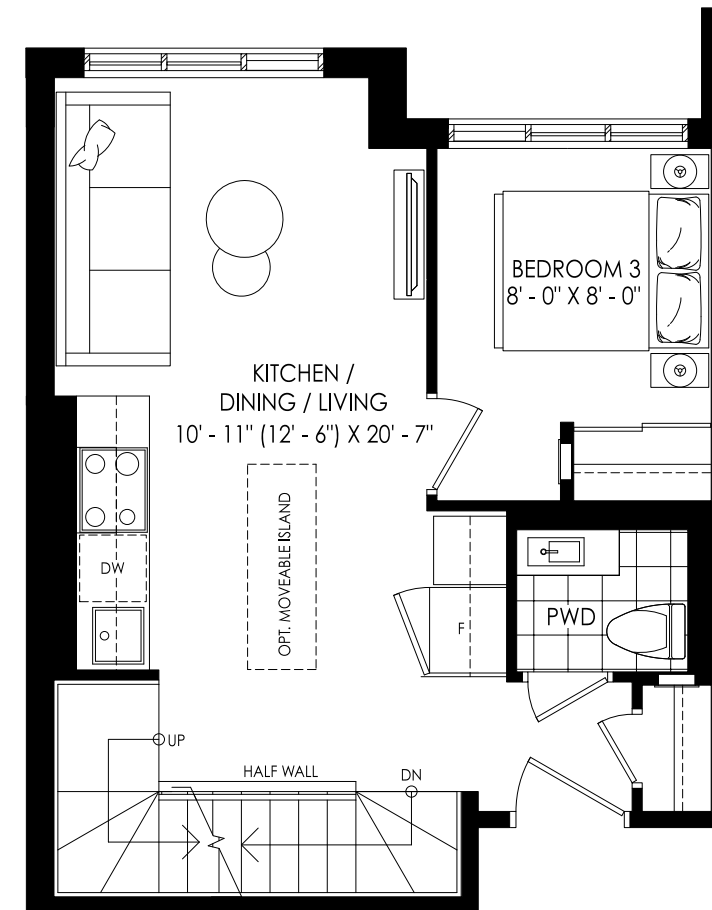 BEDROOM 3
8' - 0" X 8' - 0"
KITCHEN /
DINING / LIVING
10' - 11" (12' - 6") X 20' - 7"
OPT. MOVEABLE ISLAND
DW
F
PWD
UP
HALF WALL
DN